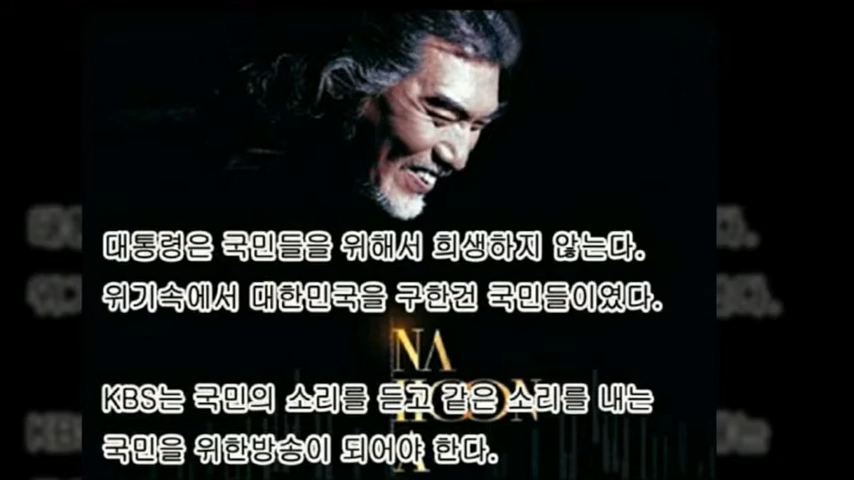 대통령은 국민들을 위해서 희생하지 않는다.
위기속에서 대한민국을 구한건 국민들이였다.
NA
HOON
A
KBS는 국민의 소리를 듣고 같은 소리를 내는
국민을 위한방송이 되어야 한다.